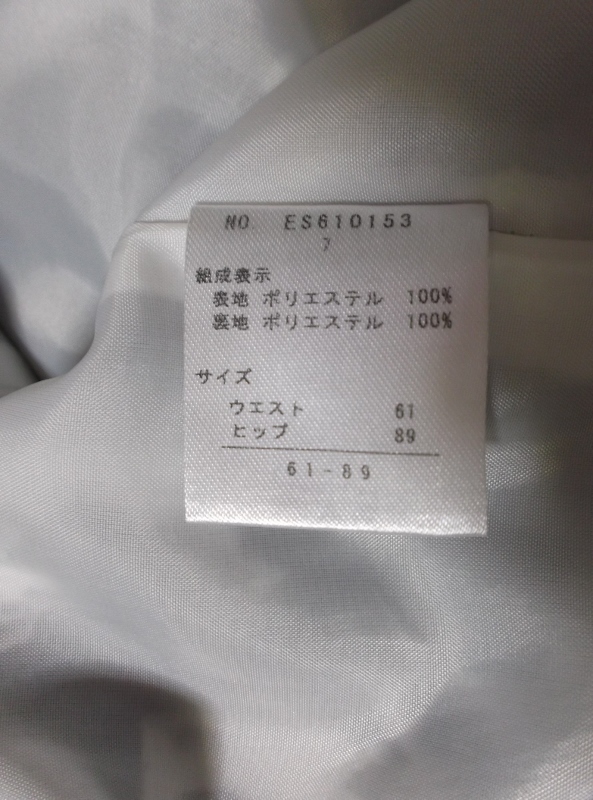 NO. ES610153
7
組成表示
表地 ポリエステル 100%
裏地 ポリエステル 100%
サイズ
ウエスト 61
ヒップ 89
61-89